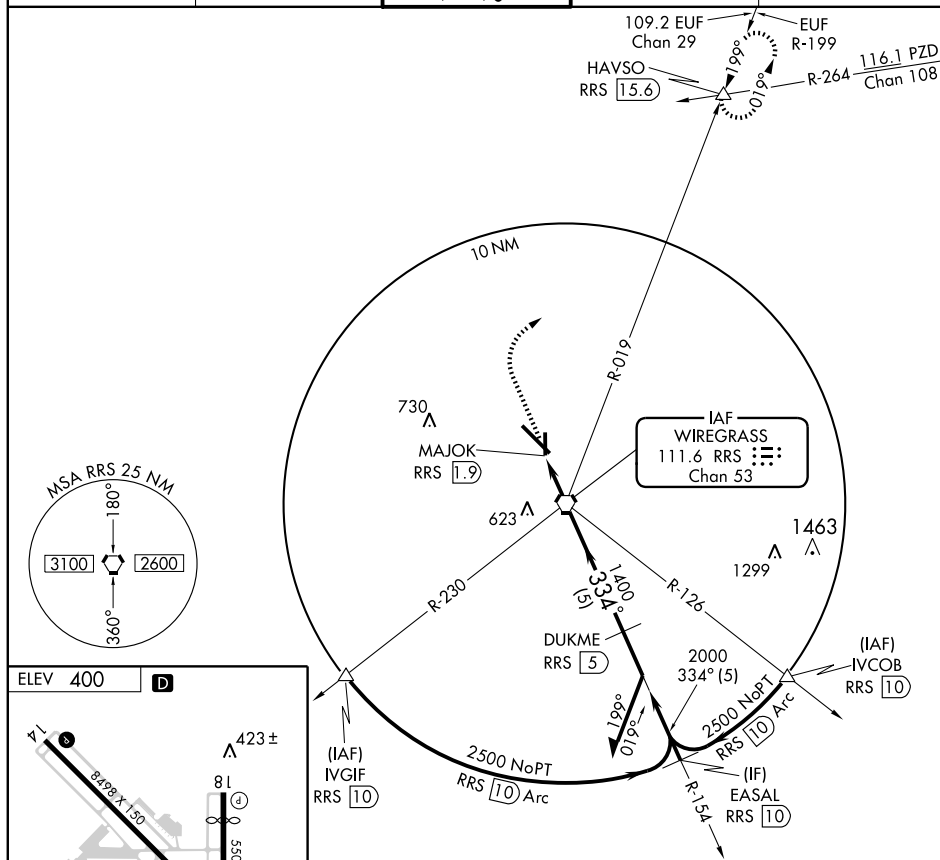 109.2 EUF
Chan 29
EUF
R-199
HAVSO
RRS 15.6
199°
019°
R-264
116.1 PZD
Chan 108
10 NM
R-019
730
MAJOK
RRS 1.9
IAF
WIREGRASS
111.6 RRS
Chan 53
MSA RRS 25 NM
180°
3100
2600
360°
623
1463
1299
R-230
1400
334°
(5)
R-126
DUKME
RRS 5
2000
334° (5)
(IAF)
IVCOB
RRS 10
199°
019°
2500 NoPT
RRS 10 Arc
(IAF)
IVGIF
RRS 10
2500 NoPT
RRS 10 Arc
(IF)
EASAL
RRS 10
R-154
ELEV 400
D
14
P
8498 X 150
423 ±
18
P